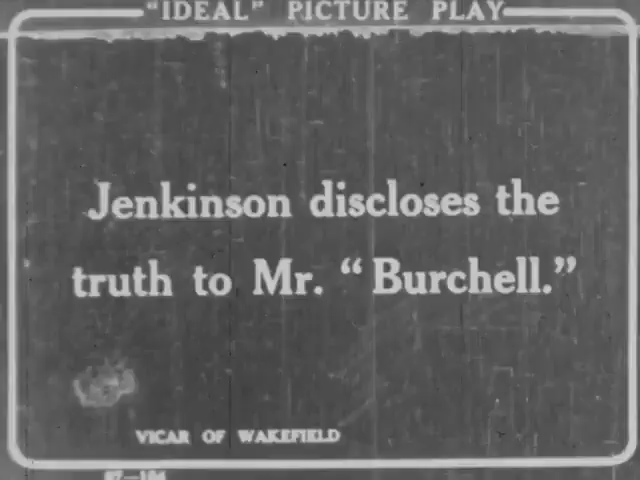 "IDEAL" PICTURE PLAY
Jenkinson discloses the
truth to Mr. "Burchell."
VICAR OF WAKEFIELD